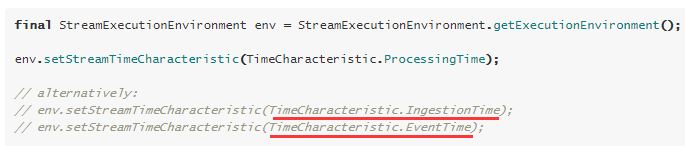 final StreamExecutionEnvironment env = StreamExecutionEnvironment.getExecutionEnvironment();
env.setStreamTimeCharacteristic(TimeCharacteristic.ProcessingTime);
// alternatively:
// env.setStreamTimeCharacteristic(TimeCharacteristic.IngestionTime);
// env.setStreamTimeCharacteristic(TimeCharacteristic.EventTime);